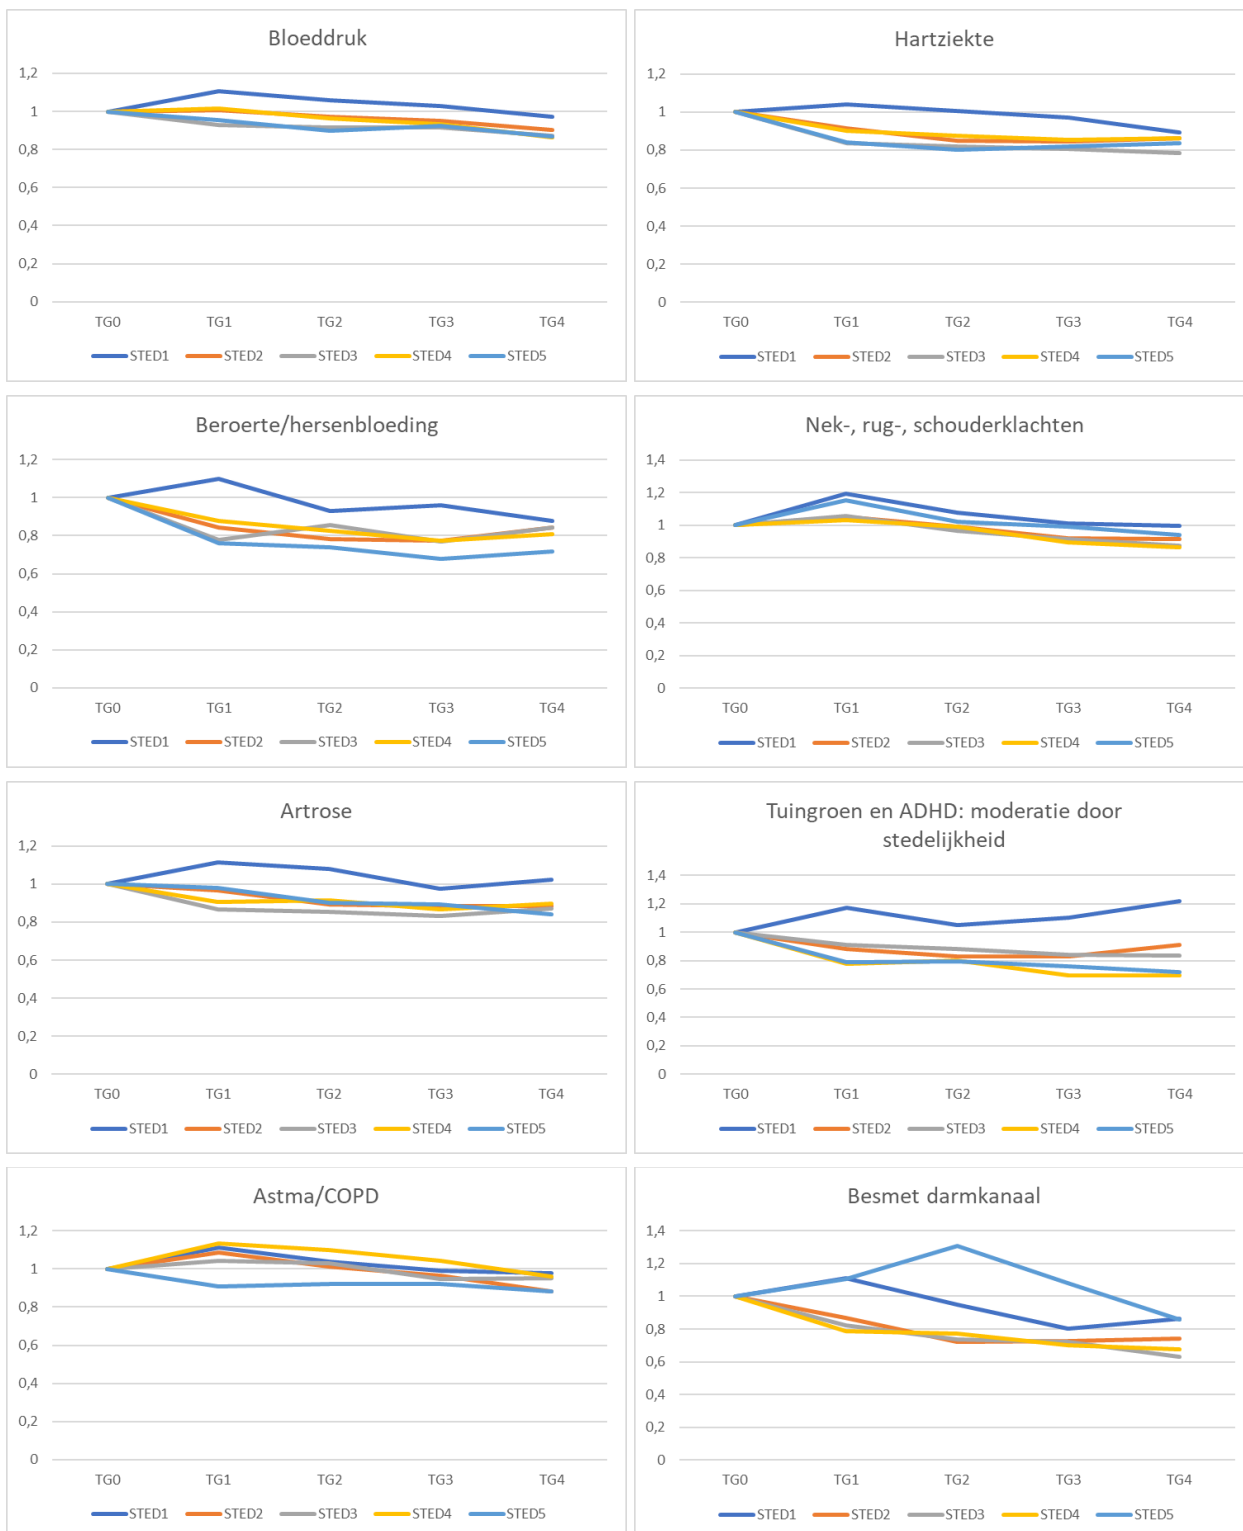 Bloeddruk
1,2
1
0,8
0,6
0,4
0,2
0
TG0 TG1 TG2 TG3 TG4
STED1 STED2 STED3 STED4 STED5
Hartziekte
1,2
1
0,8
0,6
0,4
0,2
0
TG0 TG1 TG2 TG3 TG4
STED1 STED2 STED3 STED4 STED5
Beroerte/hersenbloeding
1,2
1
0,8
0,6
0,4
0,2
0
TG0 TG1 TG2 TG3 TG4
STED1 STED2 STED3 STED4 STED5
Nek-, rug-, schouderklachten
1,4
1,2
1
0,8
0,6
0,4
0,2
0
TG0 TG1 TG2 TG3 TG4
STED1 STED2 STED3 STED4 STED5
Artrose
1,2
1
0,8
0,6
0,4
0,2
0
TG0 TG1 TG2 TG3 TG4
STED1 STED2 STED3 STED4 STED5
Tuingroen en ADHD: moderatie door
stedelijkheid
1,4
1,2
1
0,8
0,6
0,4
0,2
0
TG0 TG1 TG2 TG3 TG4
STED1 STED2 STED3 STED4 STED5
Astma/COPD
1,2
1
0,8
0,6
0,4
0,2
0
TG0 TG1 TG2 TG3 TG4
STED1 STED2 STED3 STED4 STED5
Besmet darmkanaal
1,4
1,2
1
0,8
0,6
0,4
0,2
0
TG0 TG1 TG2 TG3 TG4
STED1 STED2 STED3 STED4 STED5